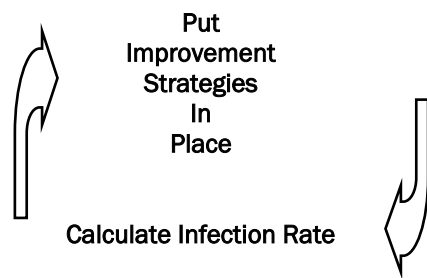 Put
Improvement
Strategies
In
Place
Calculate Infection Rate